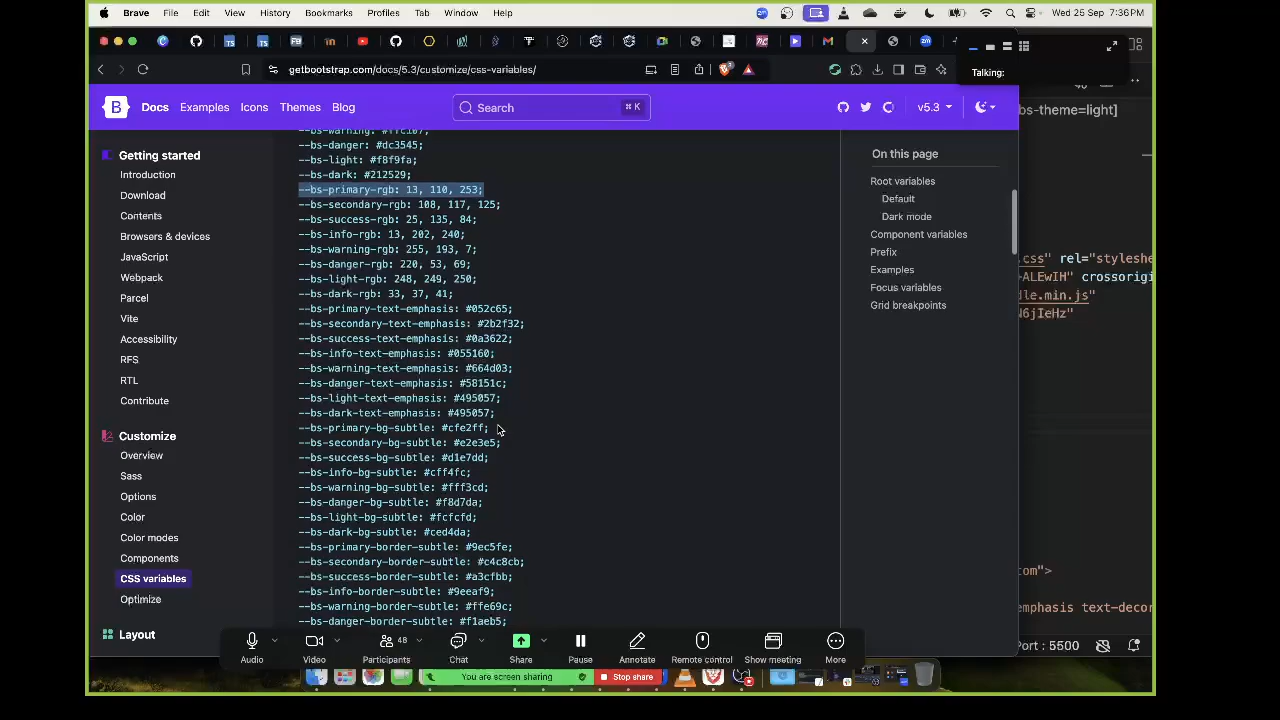 Brave File Edit View History Bookmarks Profiles Tab Window Help
Wed 25 Sep 7:36PM
getbootstrap.com/docs/5.3/customize/css-variables/
Talking:
B Docs Examples Icons Themes Blog
Search ⌘ K
v5.3
bs-theme=light]
Getting started
Introduction
Download
Contents
Browsers & devices
JavaScript
Webpack
Parcel
Vite
Accessibility
RFS
RTL
Contribute
Customize
Overview
Sass
Options
Color
Color modes
Components
CSS variables
Optimize
Layout
--bs-warning: #ffc107;
--bs-danger: #dc3545;
--bs-light: #f8f9fa;
--bs-dark: #212529;
--bs-primary-rgb: 13, 110, 253;
--bs-secondary-rgb: 108, 117, 125;
--bs-success-rgb: 25, 135, 84;
--bs-info-rgb: 13, 202, 240;
--bs-warning-rgb: 255, 193, 7;
--bs-danger-rgb: 220, 53, 69;
--bs-light-rgb: 248, 249, 250;
--bs-dark-rgb: 33, 37, 41;
--bs-primary-text-emphasis: #052c65;
--bs-secondary-text-emphasis: #2b2f32;
--bs-success-text-emphasis: #0a3622;
--bs-info-text-emphasis: #055160;
--bs-warning-text-emphasis: #664d03;
--bs-danger-text-emphasis: #58151c;
--bs-light-text-emphasis: #495057;
--bs-dark-text-emphasis: #495057;
--bs-primary-bg-subtle: #cfe2ff;
--bs-secondary-bg-subtle: #e2e3e5;
--bs-success-bg-subtle: #d1e7dd;
--bs-info-bg-subtle: #cff4fc;
--bs-warning-bg-subtle: #fff3cd;
--bs-danger-bg-subtle: #f8d7da;
--bs-light-bg-subtle: #fcfcfd;
--bs-dark-bg-subtle: #ced4da;
--bs-primary-border-subtle: #9ec5fe;
--bs-secondary-border-subtle: #c4c8cb;
--bs-success-border-subtle: #a3cfbb;
--bs-info-border-subtle: #9eeaf9;
--bs-warning-border-subtle: #ffe69c;
--bs-danger-border-subtle: #f1aeb5;
On this page
Root variables
Default
Dark mode
Component variables
Prefix
Examples
Focus variables
Grid breakpoints
css" rel="styleshe
-ALEwIH" crossorigi
dle.min.js"
N6jIeHz"
om">
emphasis text-decor
Port : 5500
48
Audio Video Participants Chat Share Pause Annotate Remote control Show meeting More
You are screen sharing Stop share